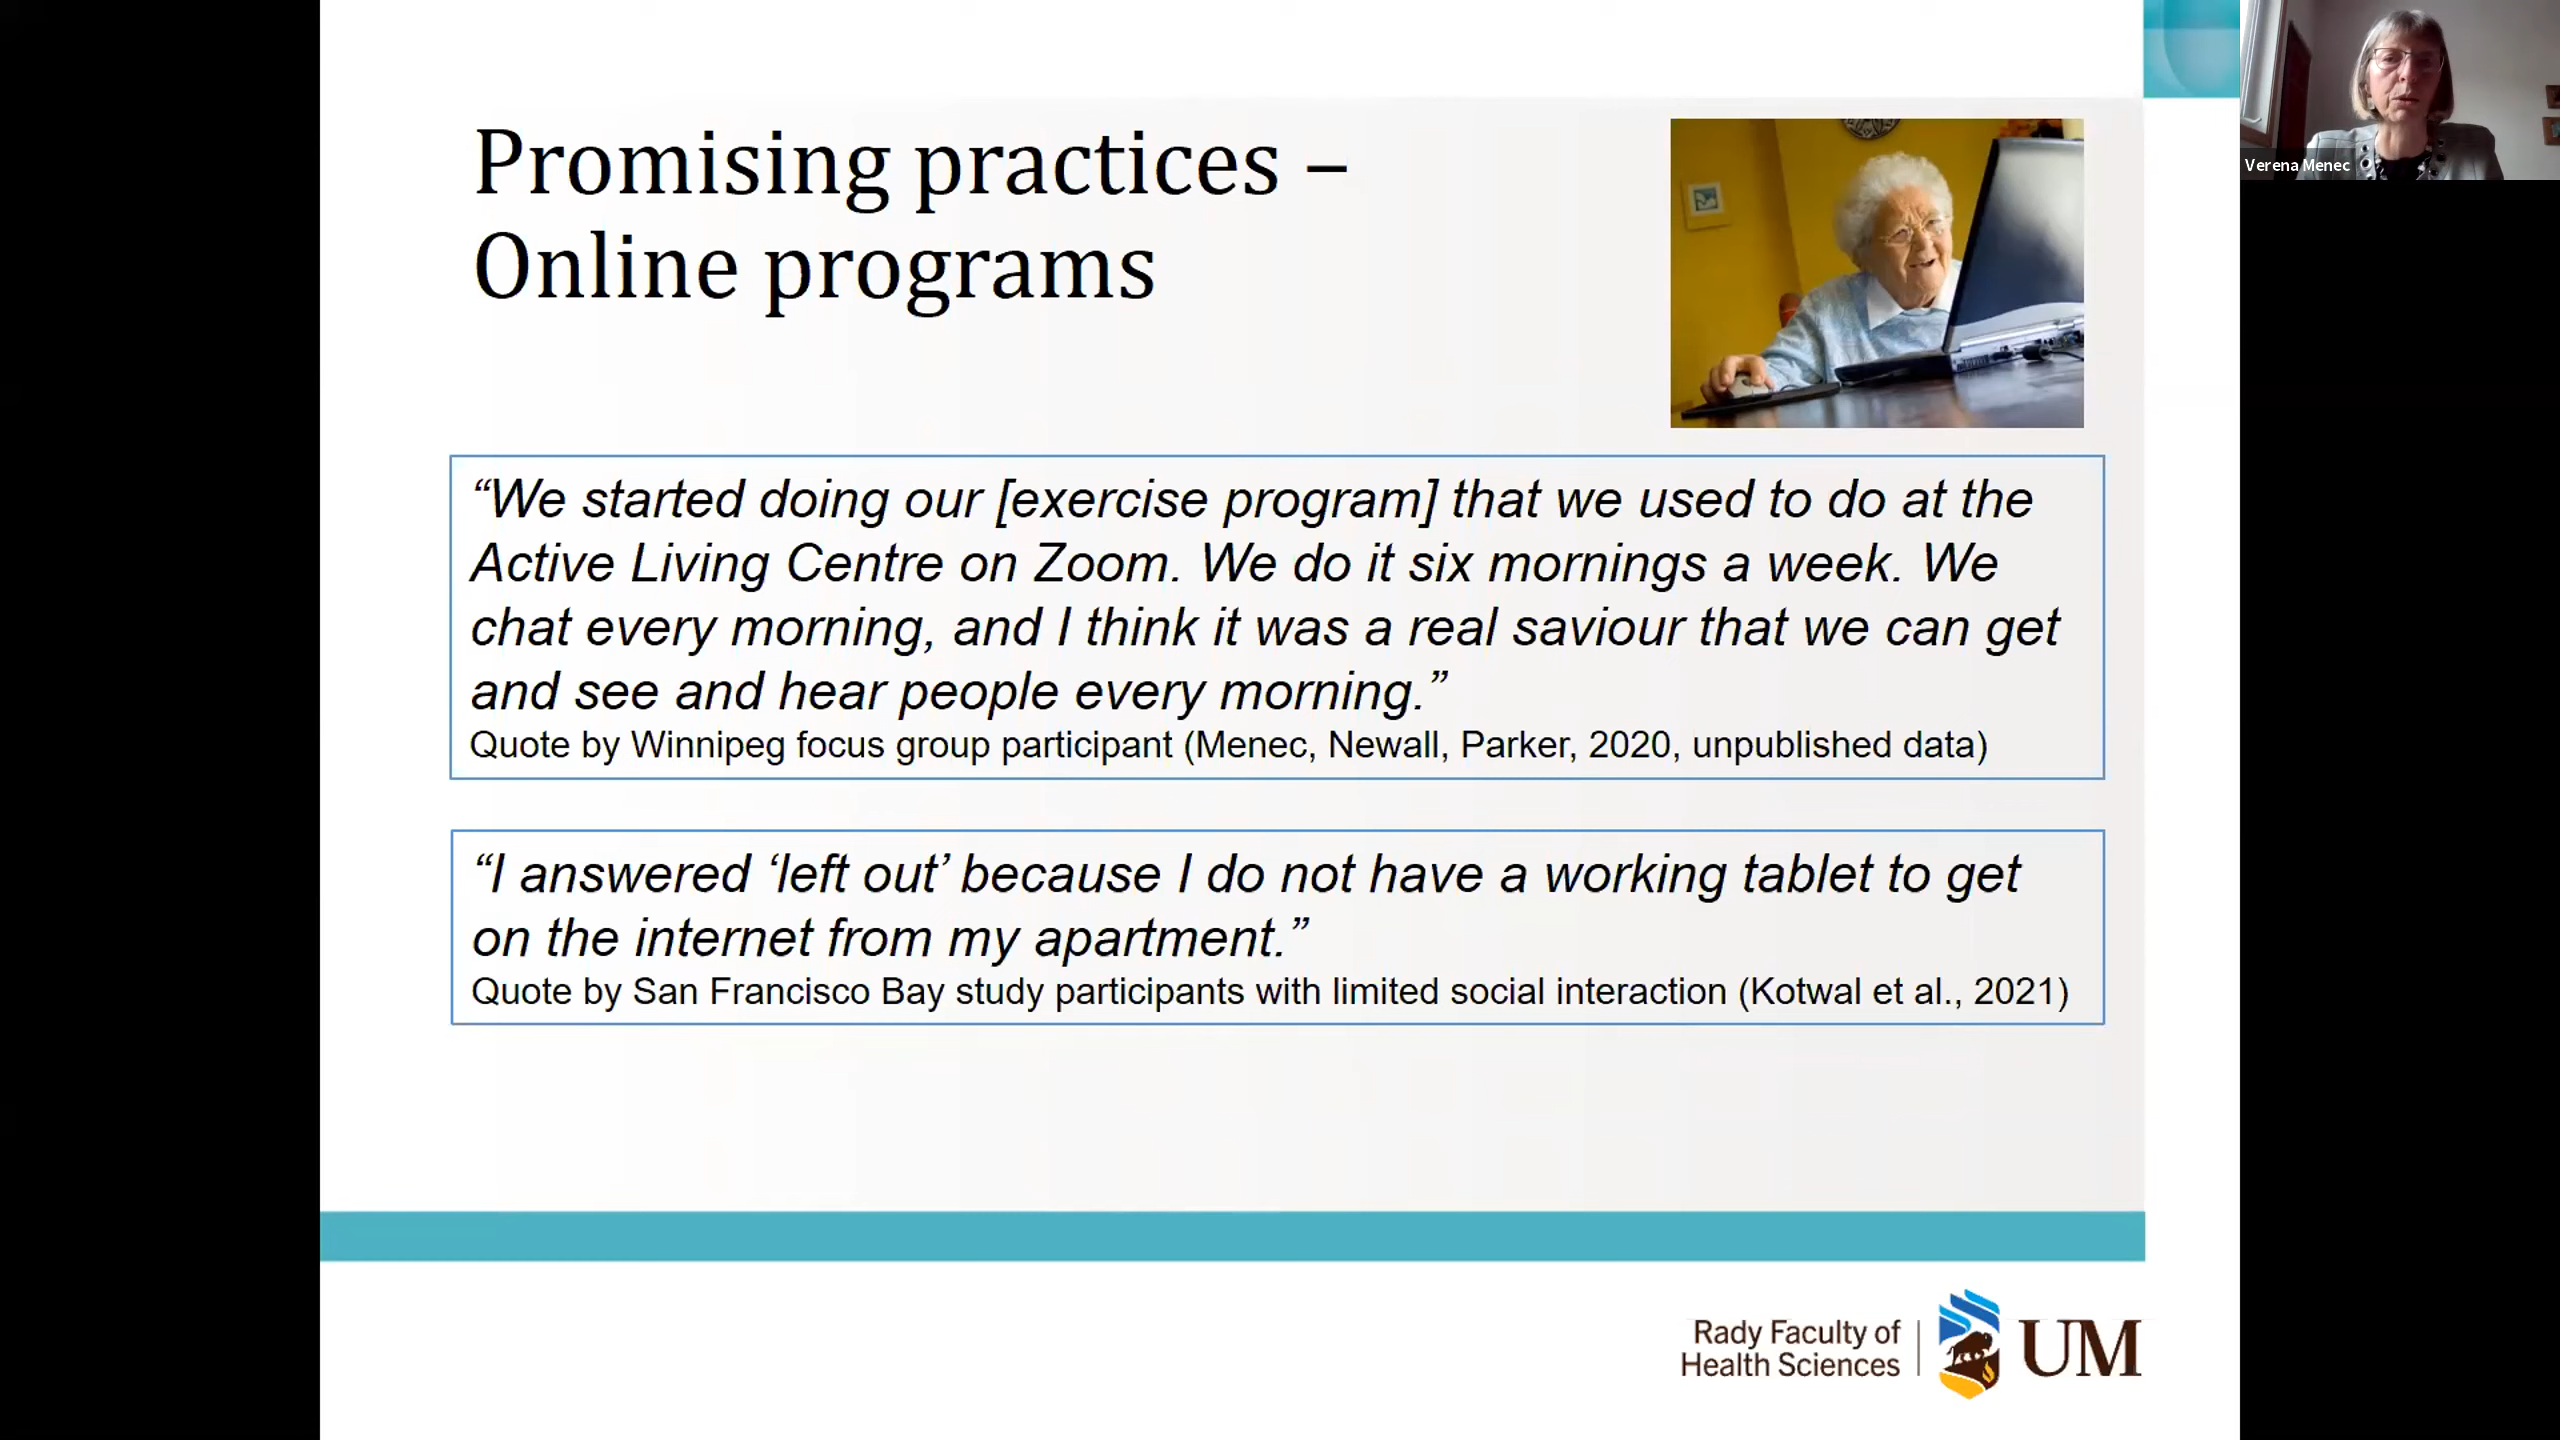 Promising practices –
Online programs
Verena Menec
“We started doing our [exercise program] that we used to do at the
Active Living Centre on Zoom. We do it six mornings a week. We
chat every morning, and I think it was a real saviour that we can get
and see and hear people every morning.”
Quote by Winnipeg focus group participant (Menec, Newall, Parker, 2020, unpublished data)
“I answered ‘left out’ because I do not have a working tablet to get
on the internet from my apartment.”
Quote by San Francisco Bay study participants with limited social interaction (Kotwal et al., 2021)
Rady Faculty of
Health Sciences
UM